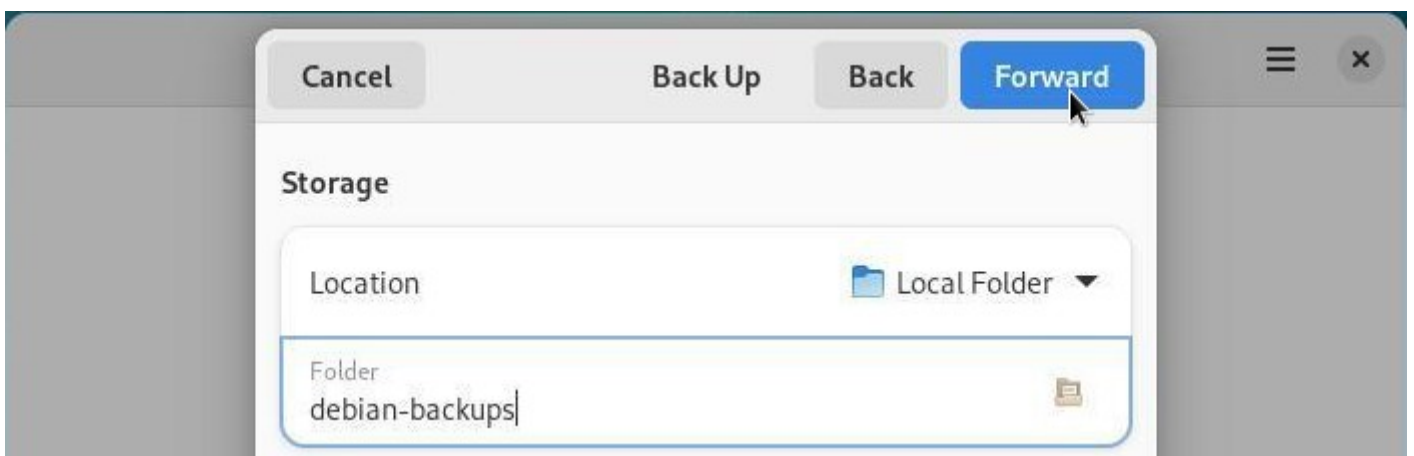 Cancel Back Up Back Forward
Storage
Location Local Folder
Folder
debian-backups